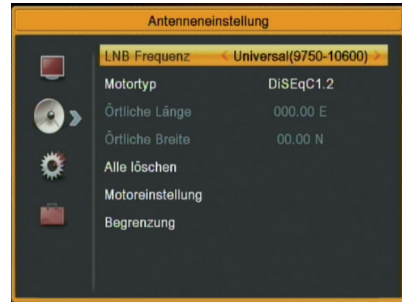 Antenneneinstellung
LNB Frequenz < Universal(9750-10600) >
Motortyp DiSEqC1.2
Örtliche Länge 000.00 E
Örtliche Breite 00.00 N
Alle löschen
Motoreinstellung
Begrenzung